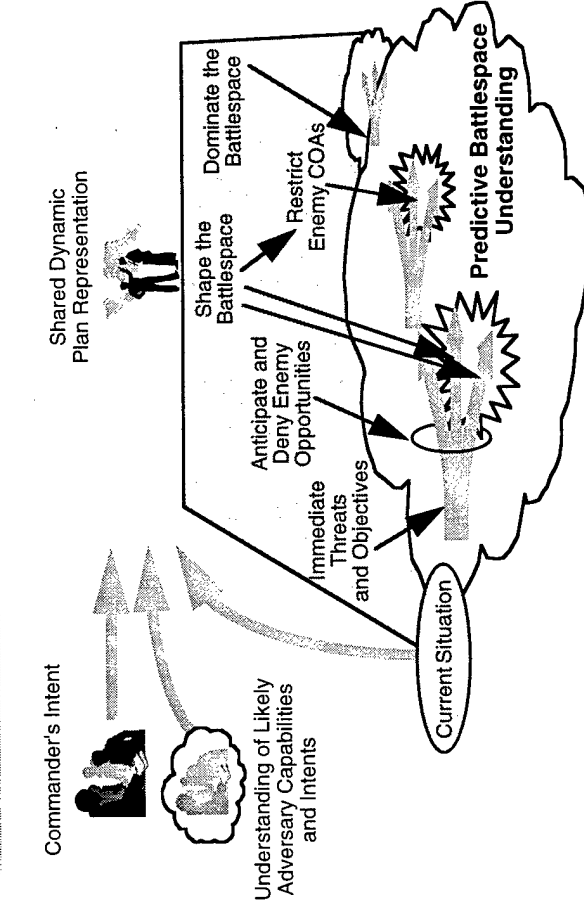 Commander's Intent
Understanding of Likely
Adversary Capabilities
and Intents
Shared Dynamic
Plan Representation
Current Situation
Immediate
Threats
and Objectives
Anticipate and
Deny Enemy
Opportunities
Shape the
Battlespace
Restrict
Enemy COAs
Dominate the
Battlespace
Predictive Battlespace
Understanding